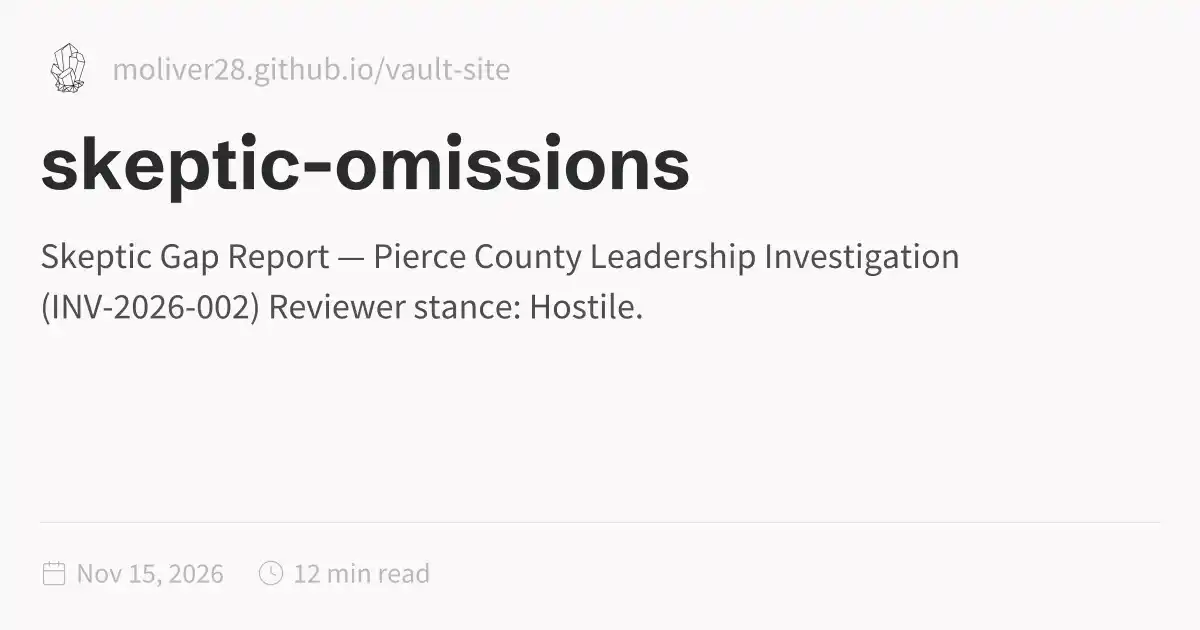 moliver28.github.io/vault-site
skeptic-omissions
Skeptic Gap Report — Pierce County Leadership Investigation
(INV-2026-002) Reviewer stance: Hostile.
Nov 15, 2026 12 min read